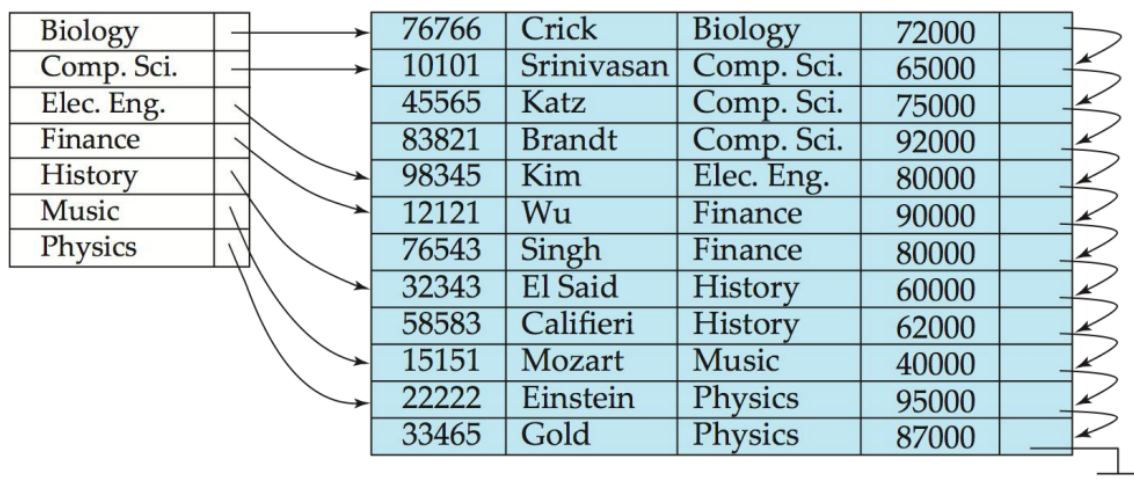 Biology
Comp. Sci.
Elec. Eng.
Finance
History
Music
Physics
76766 Crick Biology 72000
10101 Srinivasan Comp. Sci. 65000
45565 Katz Comp. Sci. 75000
83821 Brandt Comp. Sci. 92000
98345 Kim Elec. Eng. 80000
12121 Wu Finance 90000
76543 Singh Finance 80000
32343 El Said History 60000
58583 Califieri History 62000
15151 Mozart Music 40000
22222 Einstein Physics 95000
33465 Gold Physics 87000